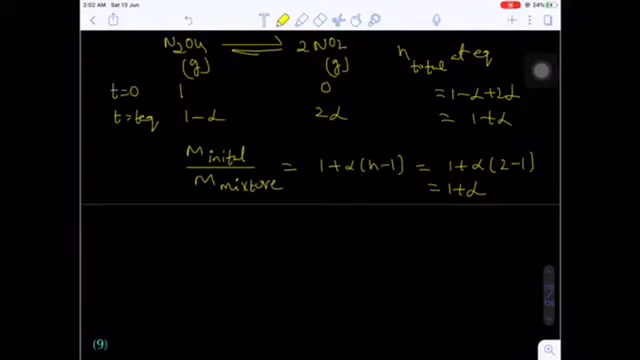 2:02 AM Sat 13 Jun
24%
N₂O₄ ⇌ 2NO₂
(g) (g)
n total at eq
t=0 1 0
= 1-α+2α
t=teq 1-α 2α
= 1+α
M inital / M mixture = 1+α(n-1) = 1+α(2-1)
= 1+α
(9)